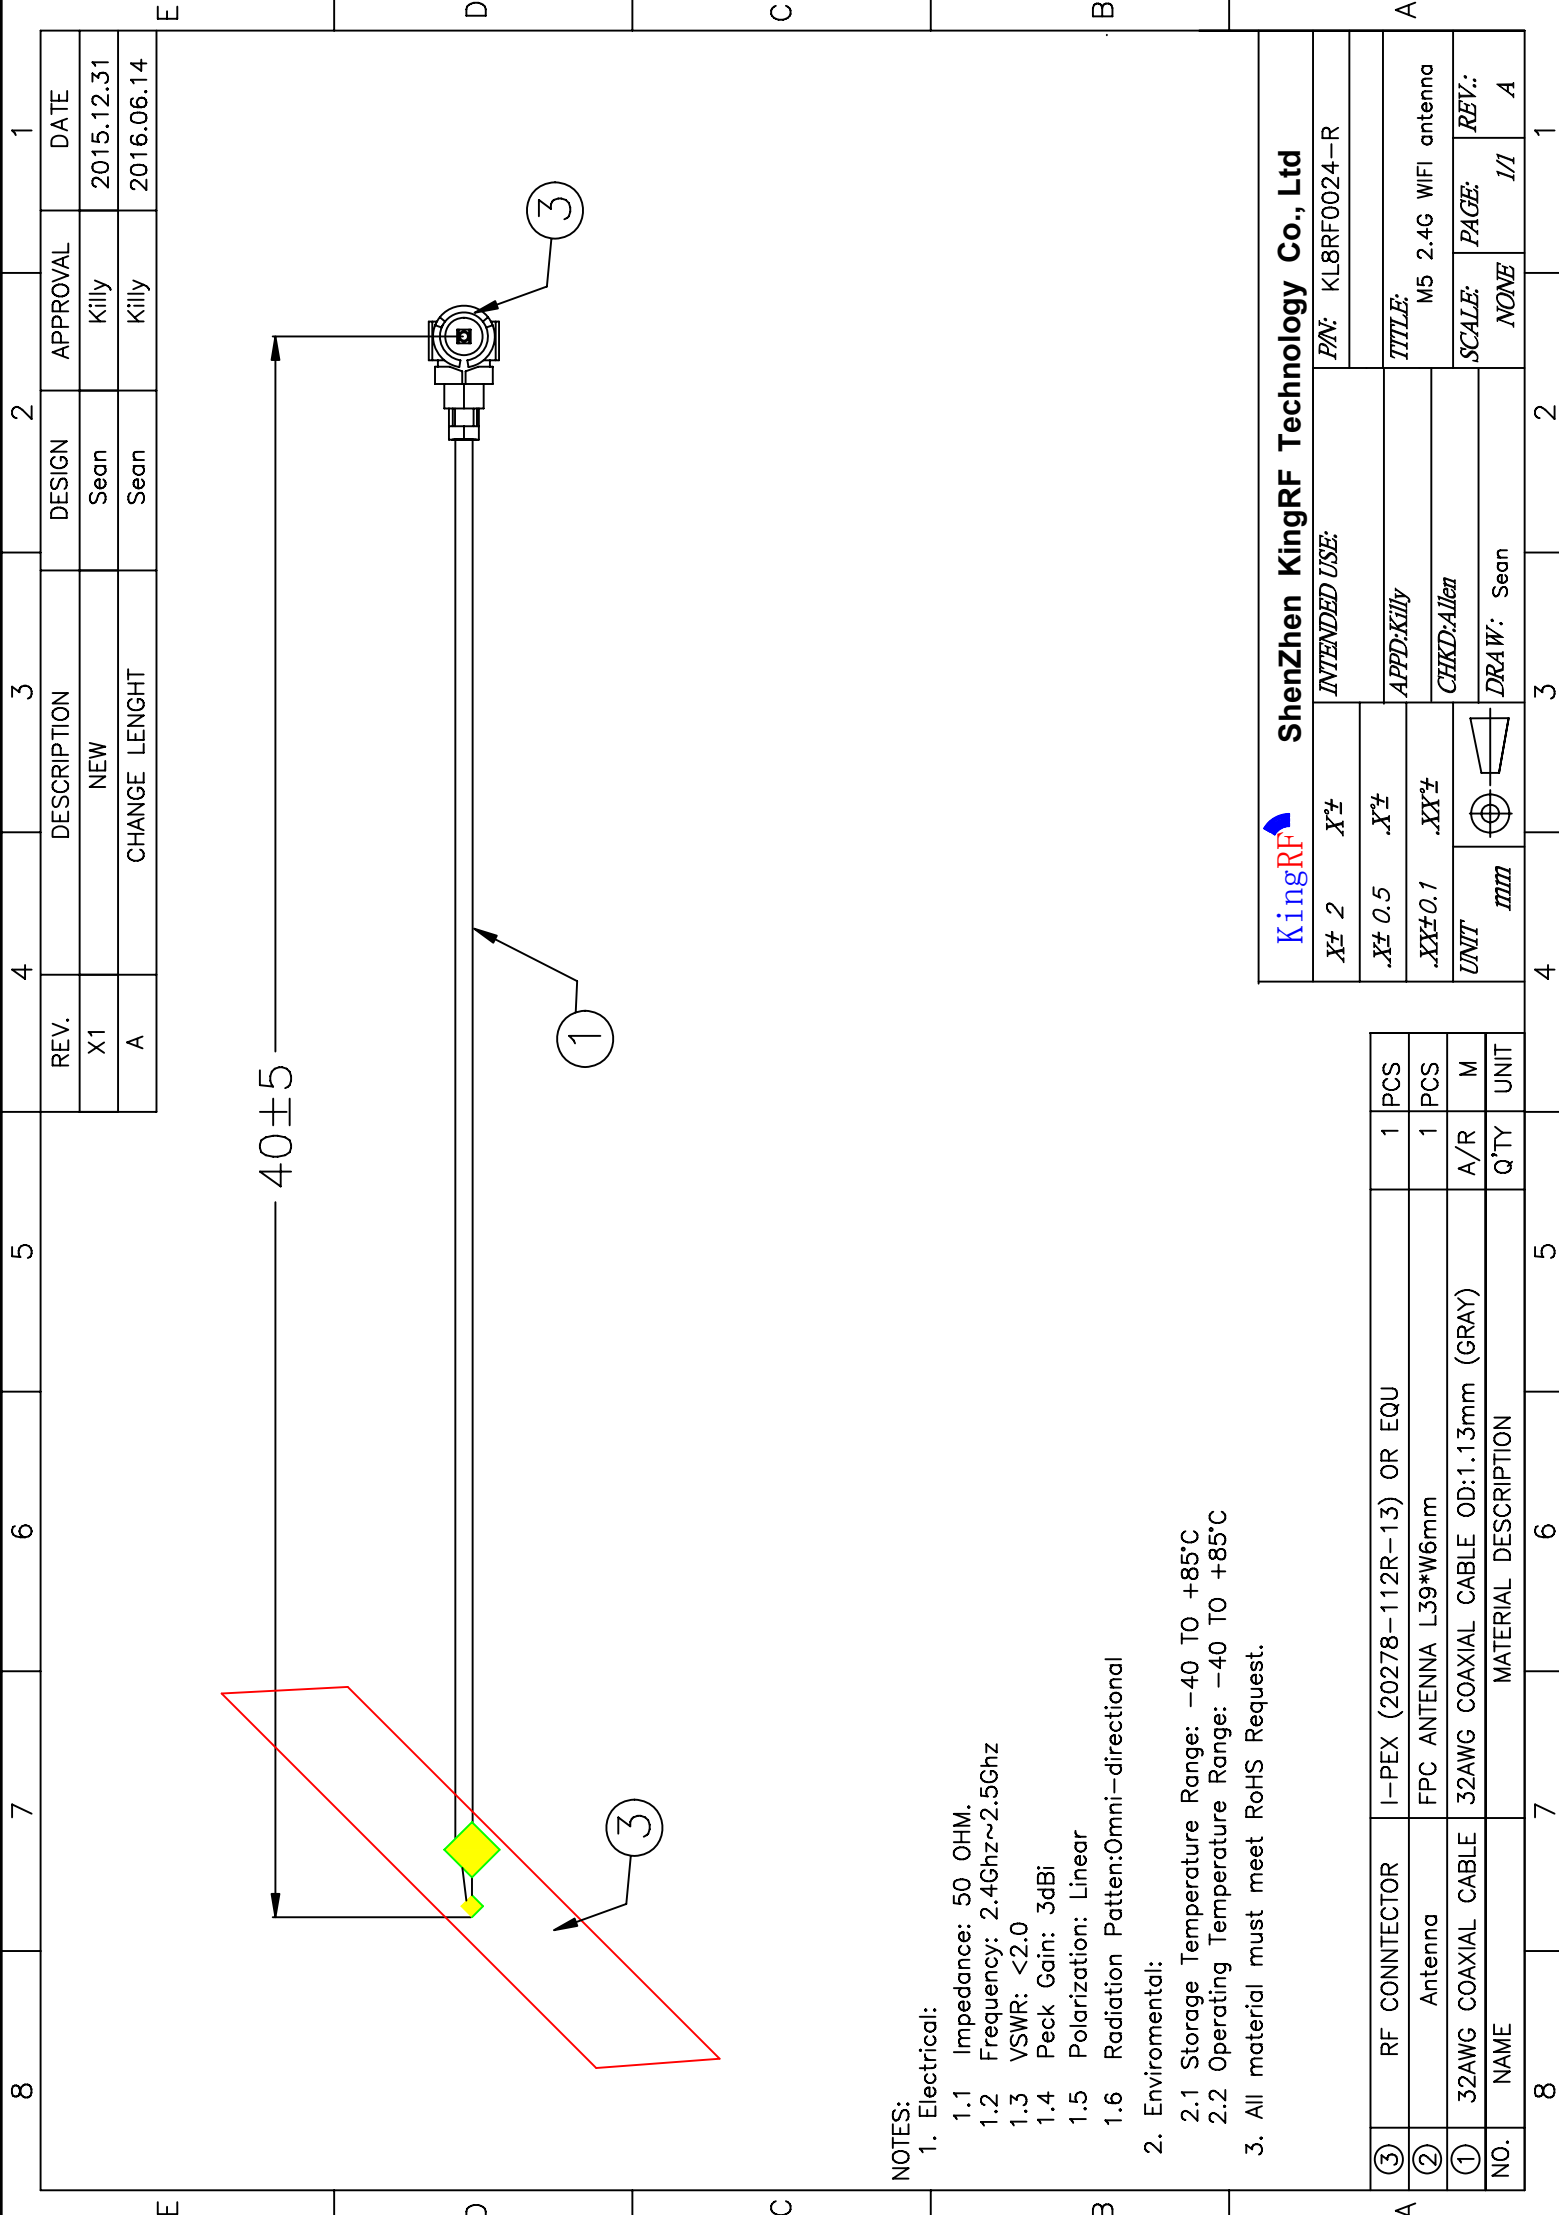 8 7 6 5 4 3 2 1
E
D
C
B
A
E
D
C
B
A
REV. DESCRIPTION DESIGN APPROVAL DATE
X1 NEW Sean Killy 2015.12.31
A CHANGE LENGHT Sean Killy 2016.06.14
40±5
3
1
3
NOTES:
1. Electrical:
1.1 Impedance: 50 OHM.
1.2 Frequency: 2.4Ghz~2.5Ghz
1.3 VSWR: <2.0
1.4 Peck Gain: 3dBi
1.5 Polarization: Linear
1.6 Radiation Patten:Omni-directional
2. Enviromental:
2.1 Storage Temperature Range: -40 TO +85°C
2.2 Operating Temperature Range: -40 TO +85°C
3. All material must meet RoHS Request.
3 RF CONNTECTOR I-PEX (20278-112R-13) OR EQU 1 PCS
2 Antenna FPC ANTENNA L39*W6mm 1 PCS
1 32AWG COAXIAL CABLE 32AWG COAXIAL CABLE OD:1.13mm (GRAY) A/R M
NO. NAME MATERIAL DESCRIPTION Q'TY UNIT
KingRF ShenZhen KingRF Technology Co., Ltd
X± 2 X°±
.X± 0.5 .X°±
.XX±0.1 .XX°±
UNIT mm
INTENDED USE:
APPD:Killy
CHKD:Allen
DRAW: Sean
P/N: KL8RF0024-R
TITLE:
M5 2.4G WIFI antenna
SCALE: NONE
PAGE: 1/1
REV.: A
8 7 6 5 4 3 2 1